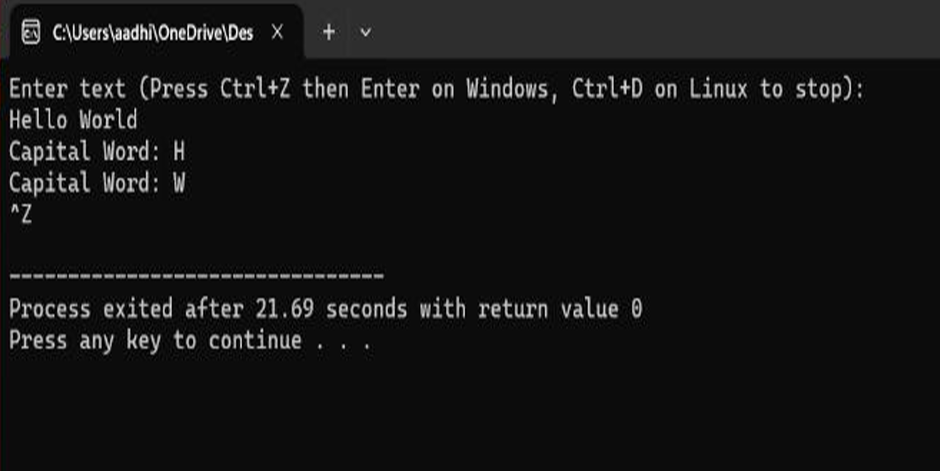 C:\Users\aadhi\OneDrive\Des
Enter text (Press Ctrl+Z then Enter on Windows, Ctrl+D on Linux to stop):
Hello World
Capital Word: H
Capital Word: W
^Z
--------------------------------
Process exited after 21.69 seconds with return value 0
Press any key to continue . . .